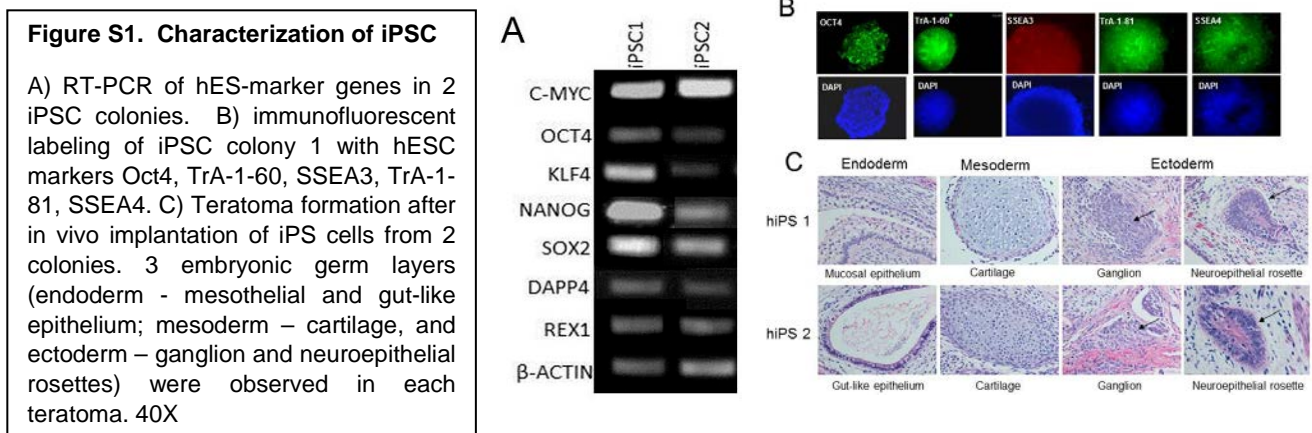 Figure S1. Characterization of iPSC
A) RT-PCR of hES-marker genes in 2
iPSC colonies. B) immunofluorescent
labeling of iPSC colony 1 with hESC
markers Oct4, TrA-1-60, SSEA3, TrA-1-
81, SSEA4. C) Teratoma formation after
in vivo implantation of iPS cells from 2
colonies. 3 embryonic germ layers
(endoderm - mesothelial and gut-like
epithelium; mesoderm – cartilage, and
ectoderm – ganglion and neuroepithelial
rosettes) were observed in each
teratoma. 40X
A
iPSC1 iPSC2
C-MYC
OCT4
KLF4
NANOG
SOX2
DAPP4
REX1
β-ACTIN
B
OCT4 TrA-1-60 SSEA3 TrA-1-81 SSEA4
DAPI DAPI DAPI DAPI DAPI
C
Endoderm Mesoderm Ectoderm
hiPS 1
Mucosal epithelium Cartilage Ganglion Neuroepithelial rosette
hiPS 2
Gut-like epithelium Cartilage Ganglion Neuroepithelial rosette